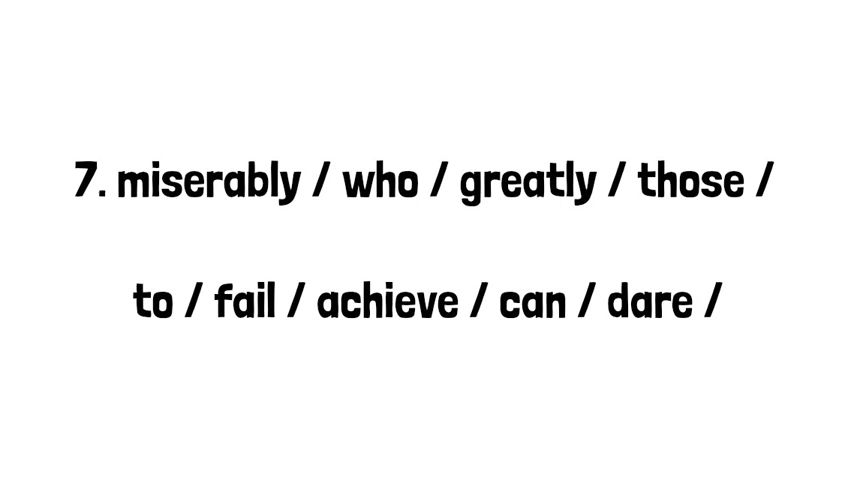 7. miserably / who / greatly / those /
to / fail / achieve / can / dare /